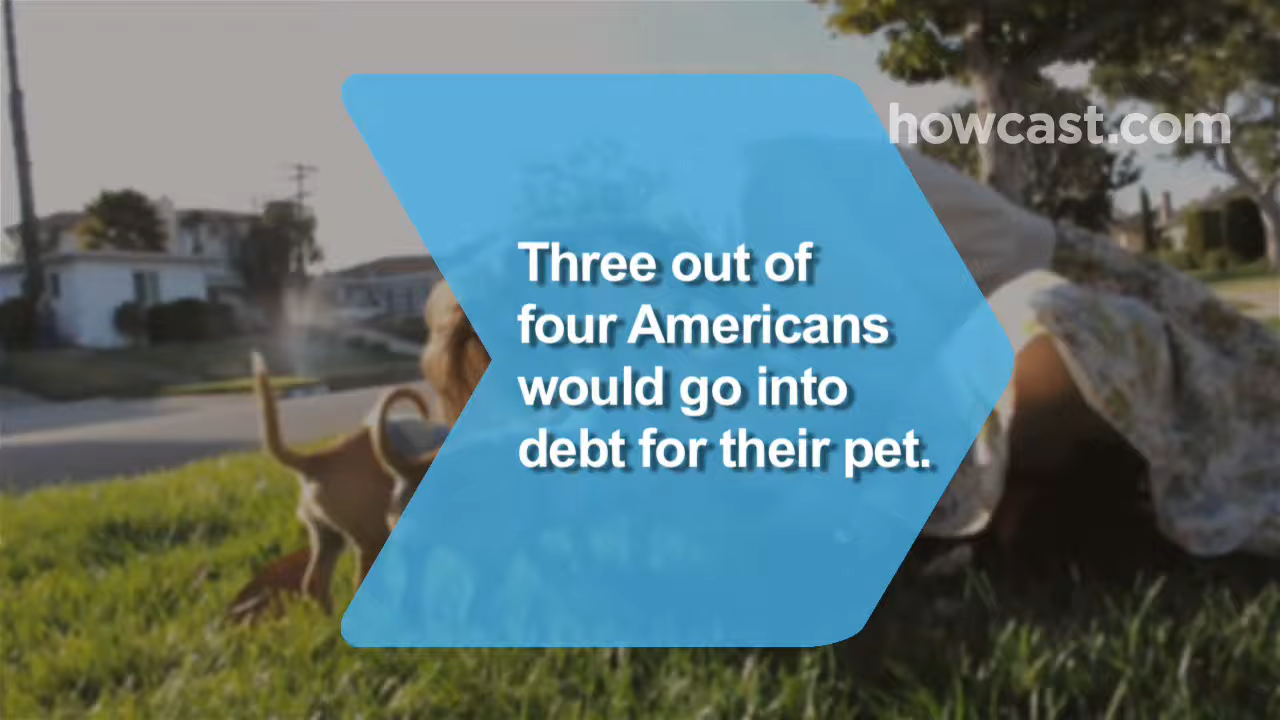 howcast.com
Three out of
four Americans
would go into
debt for their pet.